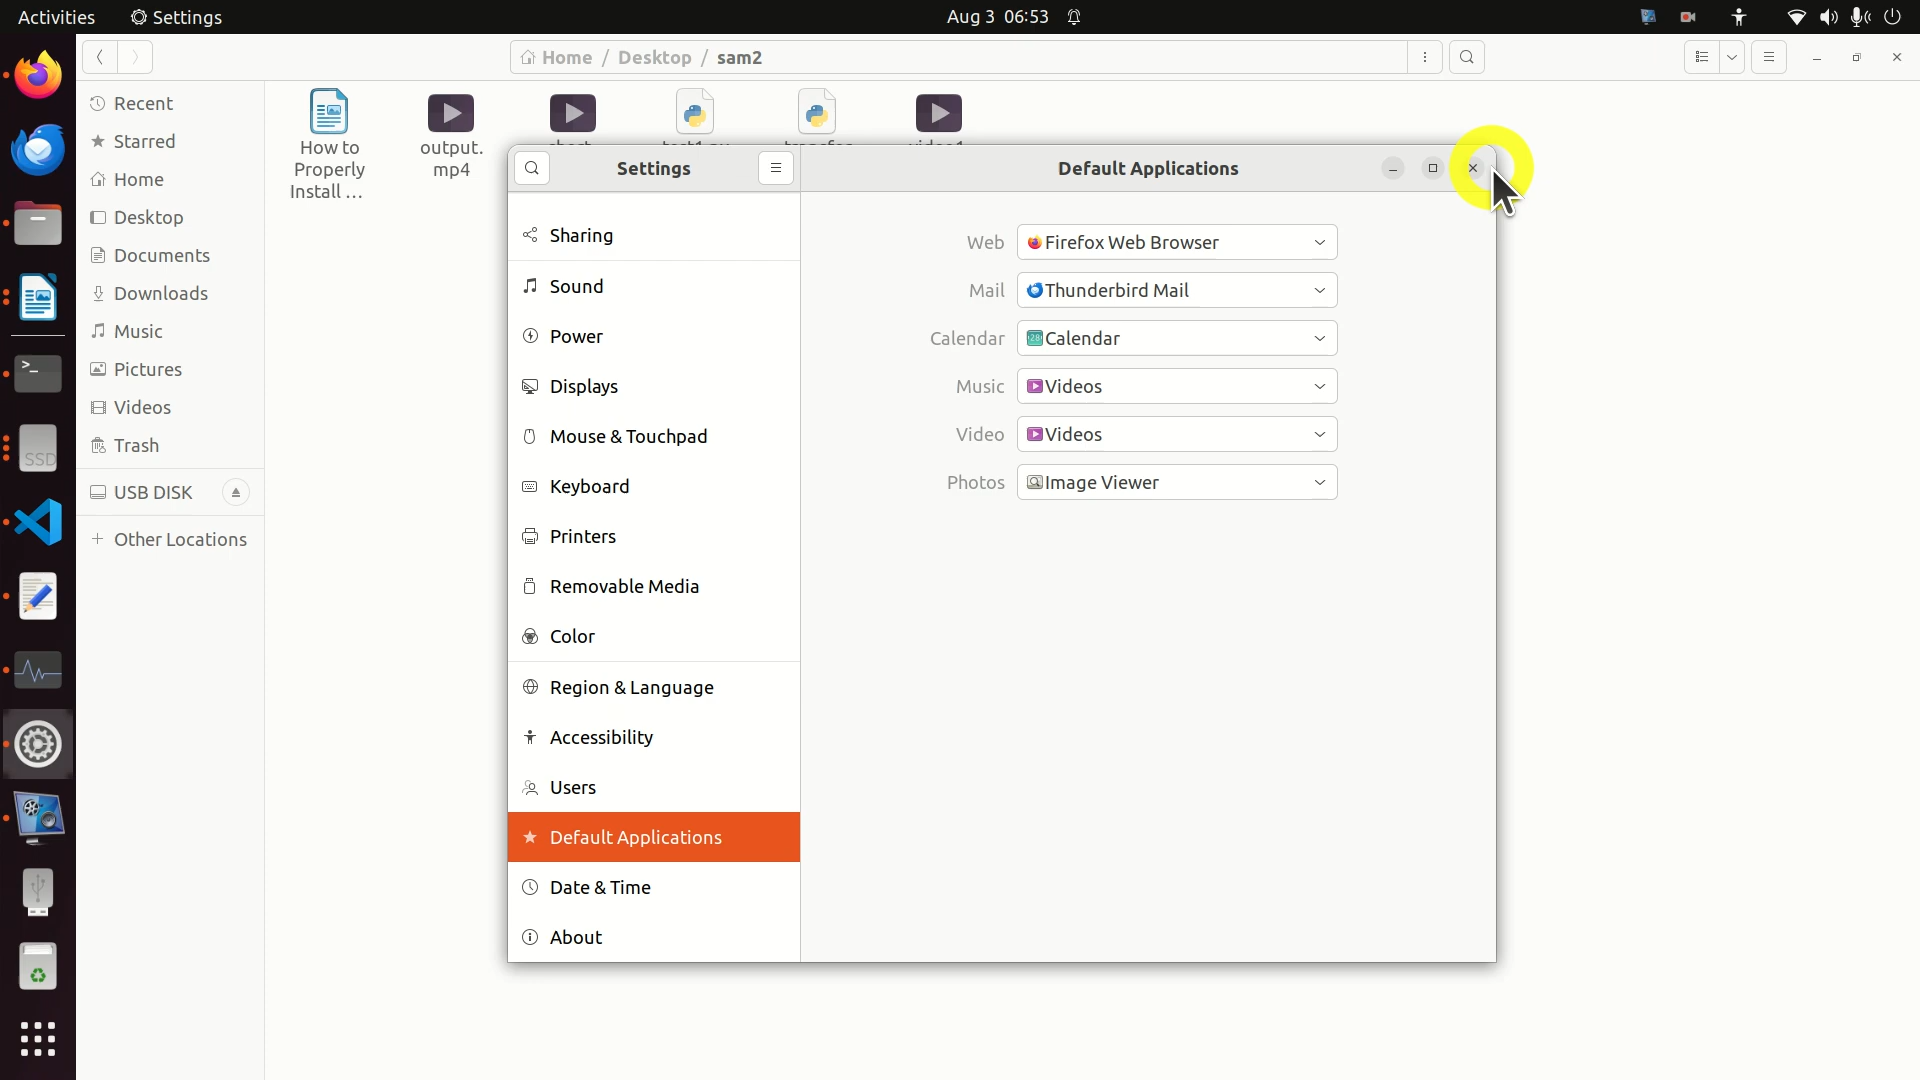 Activities Settings Aug 3 06:53
Home / Desktop / sam2
Recent
Starred
Home
Desktop
Documents
Downloads
Music
Pictures
Videos
Trash
USB DISK
Other Locations
SSD
How to
Properly
Install ...
output.
mp4
Settings
Default Applications
Sharing
Sound
Power
Displays
Mouse & Touchpad
Keyboard
Printers
Removable Media
Color
Region & Language
Accessibility
Users
Default Applications
Date & Time
About
Web Firefox Web Browser
Mail Thunderbird Mail
Calendar Calendar
Music Videos
Video Videos
Photos Image Viewer